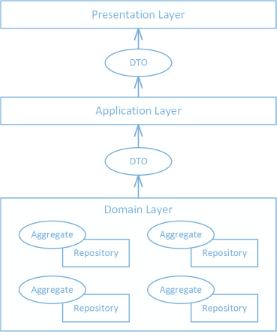 Presentation Layer
DTO
Application Layer
DTO
Domain Layer
Aggregate
Repository
Aggregate
Repository
Aggregate
Repository
Aggregate
Repository